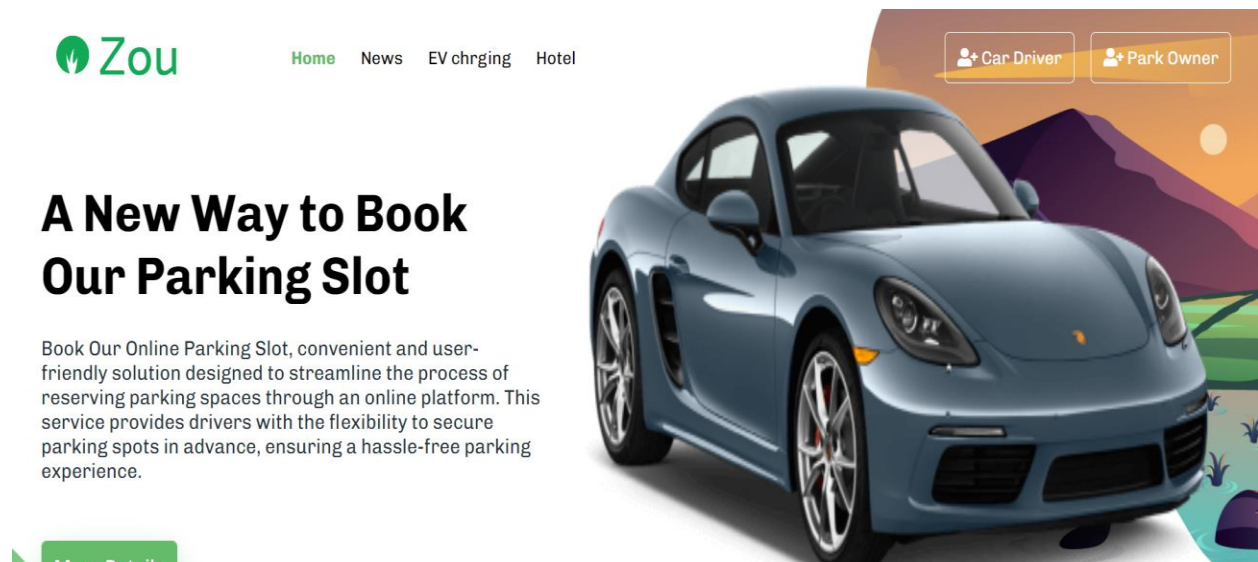 Zou
Home News EV chrging Hotel
Car Driver Park Owner
A New Way to Book
Our Parking Slot
Book Our Online Parking Slot, convenient and user-
friendly solution designed to streamline the process of
reserving parking spaces through an online platform. This
service provides drivers with the flexibility to secure
parking spots in advance, ensuring a hassle-free parking
experience.